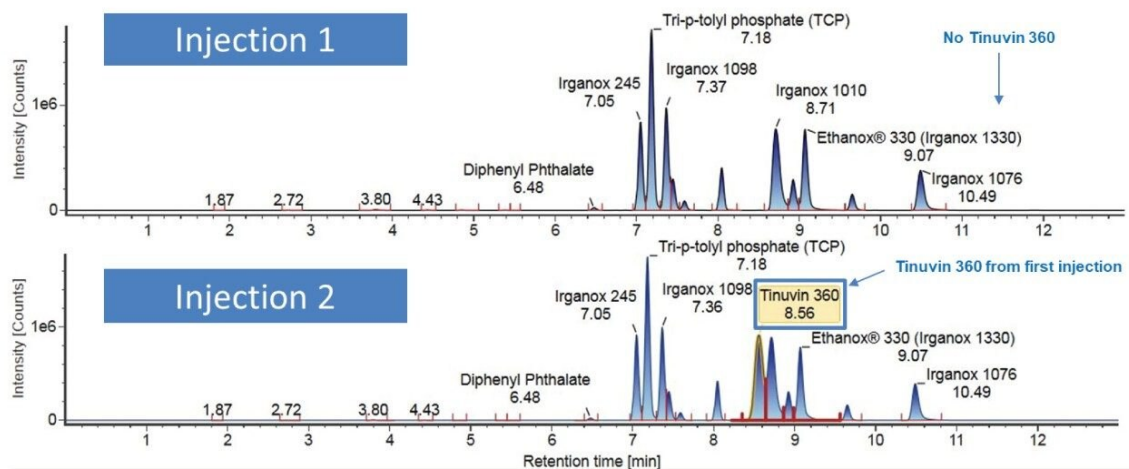 Injection 1
Tri-p-tolyl phosphate (TCP)
7.18
No Tinuvin 360
Intensity [Counts]
1e6
0
Irganox 245
7.05
Irganox 1098
7.37
Irganox 1010
8.71
Ethanox® 330 (Irganox 1330)
9.07
Diphenyl Phthalate
6.48
Irganox 1076
10.49
1.87 2.72 3.80 4.43
1 2 3 4 5 6 7 8 9 10 11 12
Injection 2
Tri-p-tolyl phosphate (TCP)
7.18
Tinuvin 360 from first injection
Intensity [Counts]
1e6
0
Irganox 245
7.05
Irganox 1098
7.36
Tinuvin 360
8.56
Ethanox® 330 (Irganox 1330)
9.07
Diphenyl Phthalate
6.48
Irganox 1076
10.49
1.87 2.72 3.80 4.43
1 2 3 4 5 6 7 8 9 10 11 12
Retention time [min]